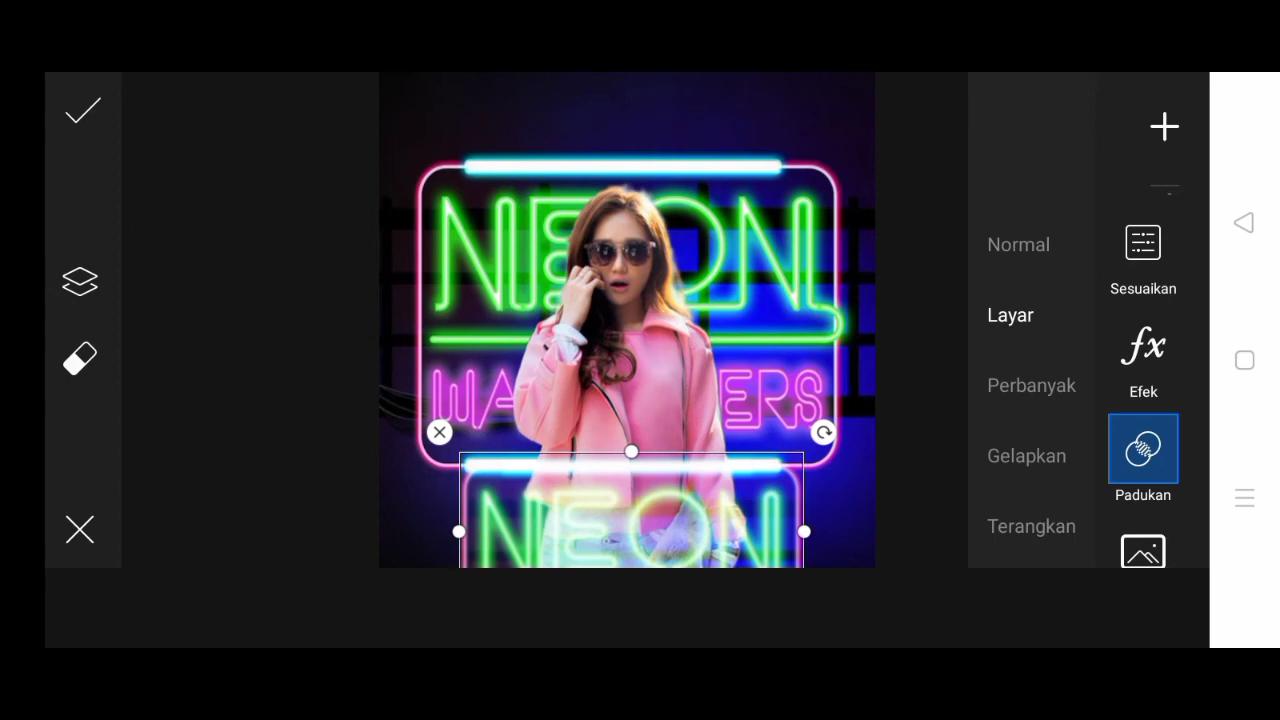 NEON
WA
ERS
NEON
Normal
Layar
Perbanyak
Gelapkan
Terangkan
Sesuaikan
fx
Efek
Padukan